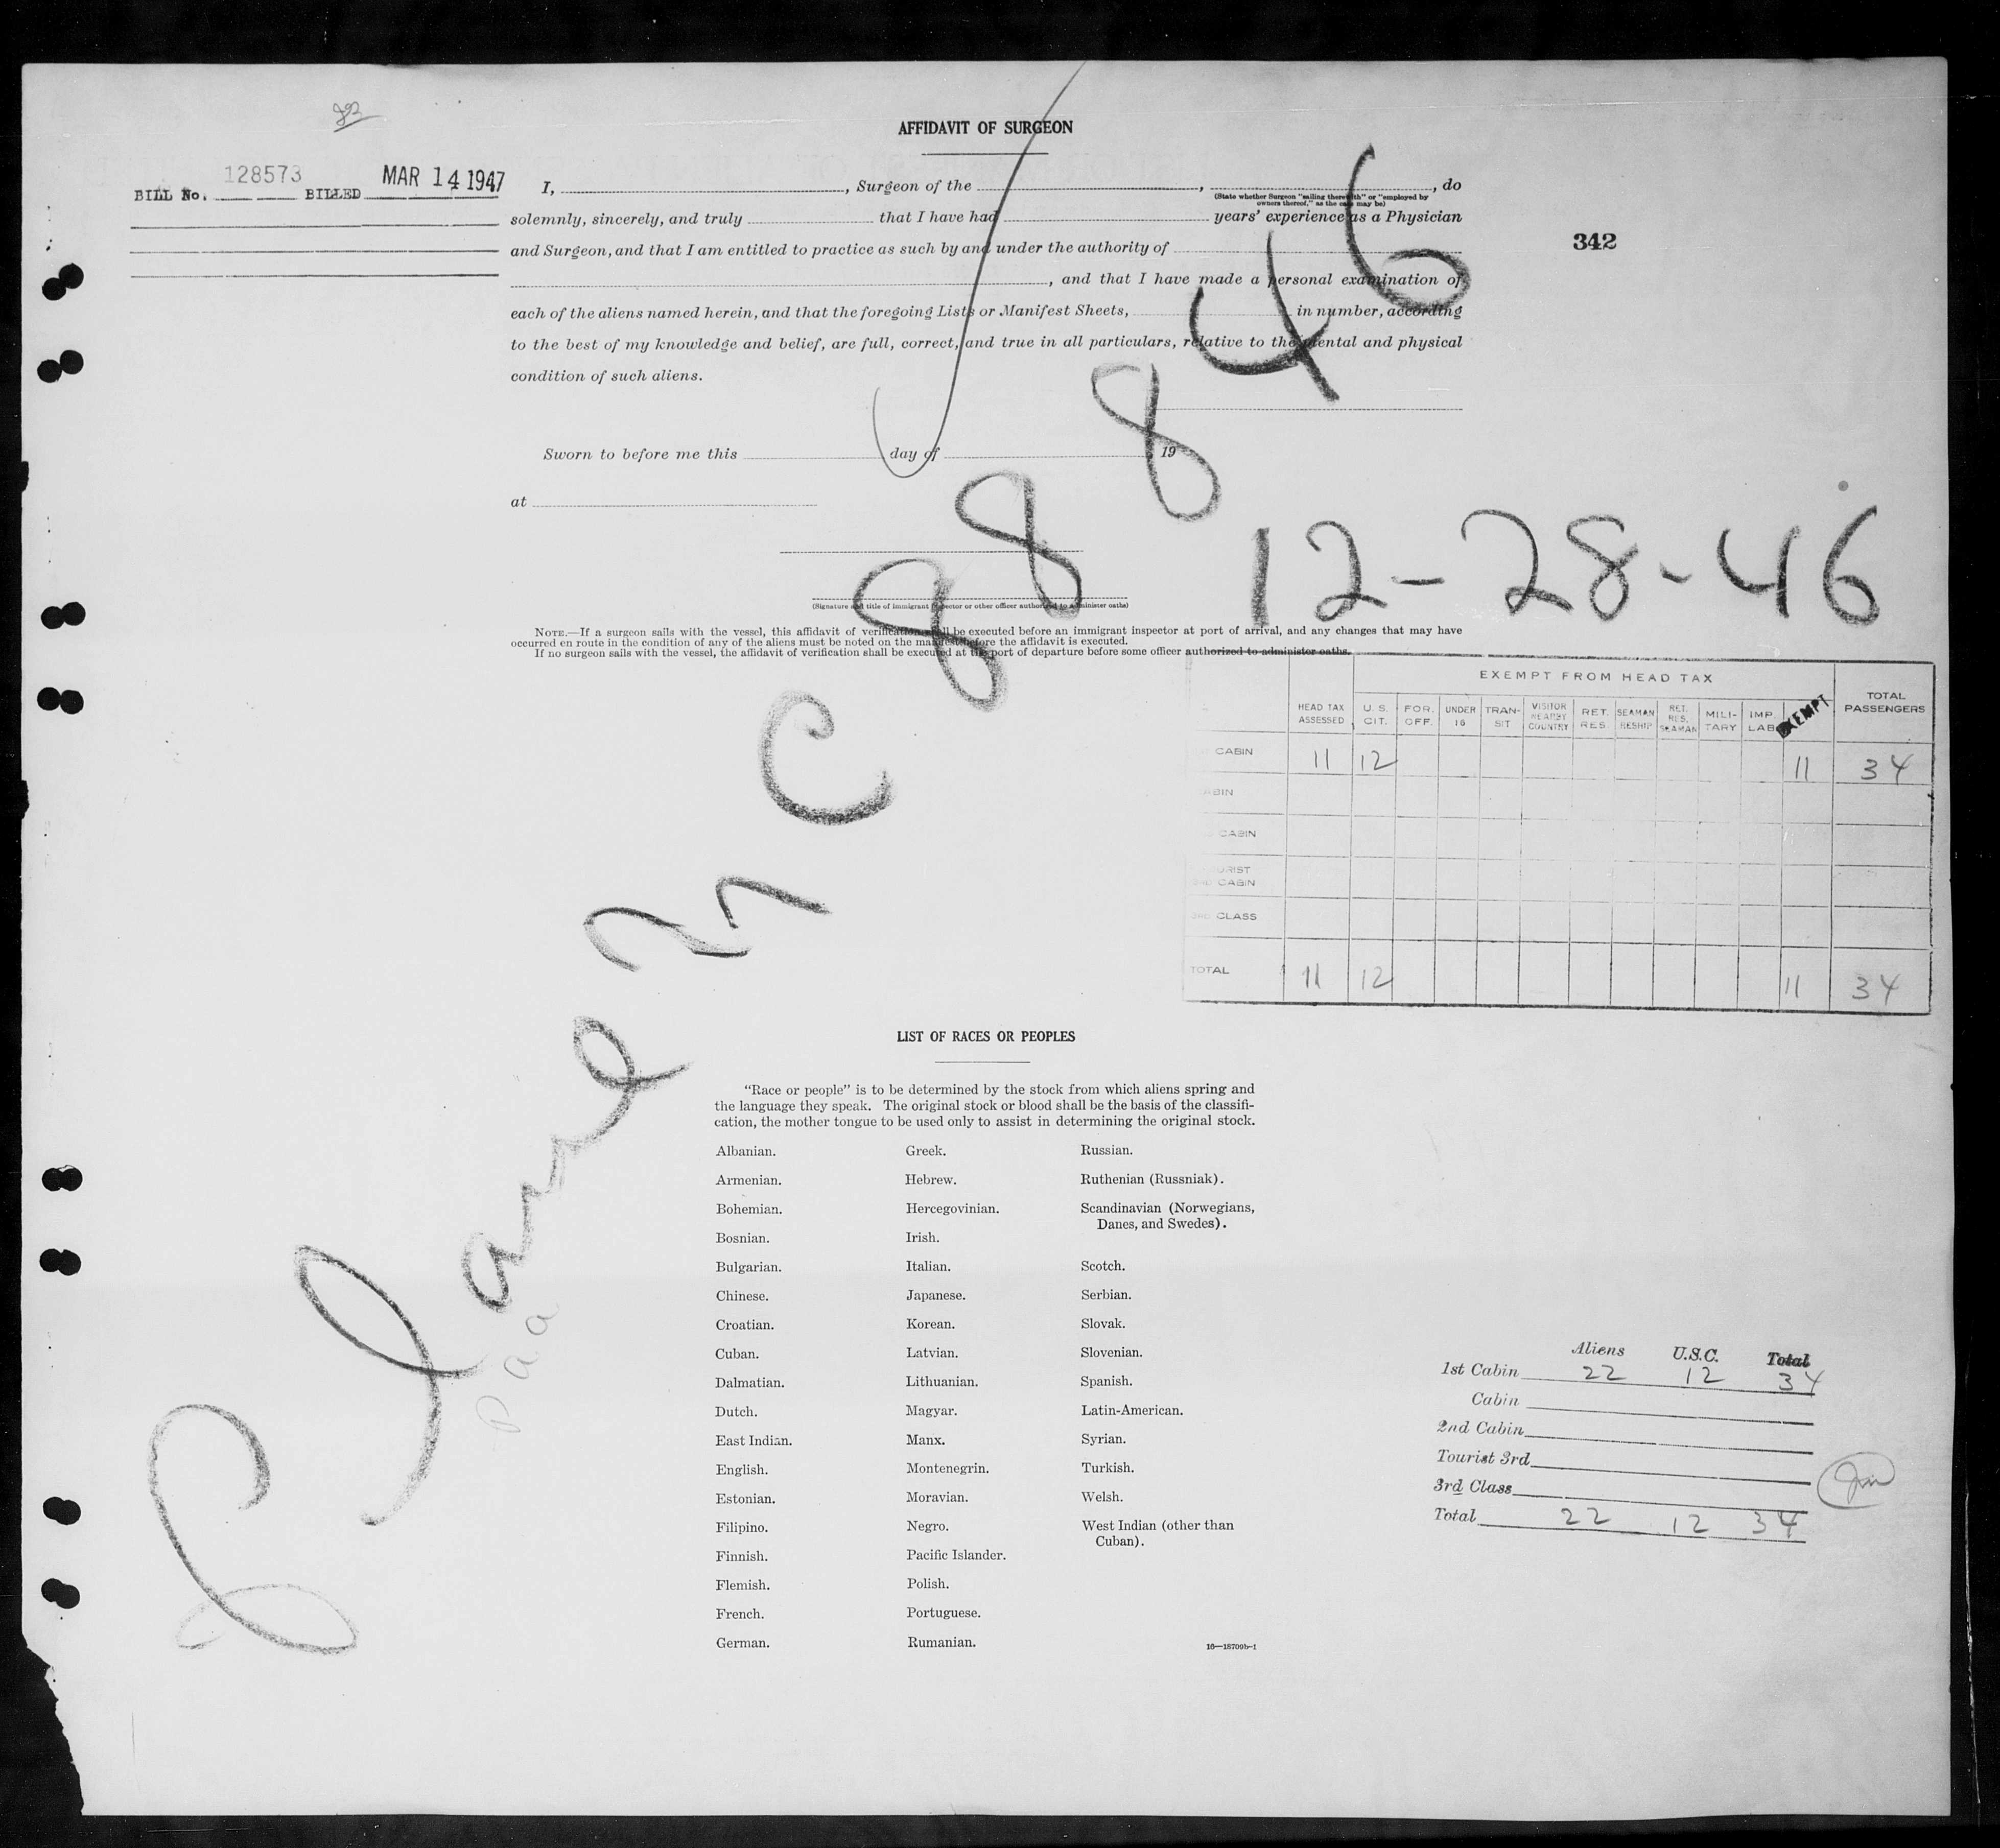 AFFIDAVIT OF SURGEON
BILL No. 128573 BILLED MAR 14 1947
I, , Surgeon of the , , do
(State whether Surgeon "sailing therewith" or "employed by
owners thereof," as the case may be)
solemnly, sincerely, and truly that I have had years' experience as a Physician
and Surgeon, and that I am entitled to practice as such by and under the authority of
, and that I have made a personal examination of
each of the aliens named herein, and that the foregoing Lists or Manifest Sheets, in number, according
to the best of my knowledge and belief, are full, correct, and true in all particulars, relative to the mental and physical
condition of such aliens.
342
Sworn to before me this day of 19
at
(Signature and title of immigrant inspector or other officer authorized to administer oaths)
NOTE.—If a surgeon sails with the vessel, this affidavit of verification shall be executed before an immigrant inspector at port of arrival, and any changes that may have
occurred en route in the condition of any of the aliens must be noted on the manifest before the affidavit is executed.
If no surgeon sails with the vessel, the affidavit of verification shall be executed at the port of departure before some officer authorized to administer oaths.
Plane NC 88846
12-28-46
Paa
EXEMPT FROM HEAD TAX
HEAD TAX ASSESSED U. S. CIT. FOR. OFF. UNDER 16 TRAN- SIT VISITOR NEARBY COUNTRY RET. RES. SEAMAN RESHIP RET. RES. SEAMAN MILI- TARY IMP. LAB EXEMPT TOTAL PASSENGERS
CABIN 11 12 11 34
CABIN
CABIN
URIST
3RD CABIN
3RD CLASS
TOTAL 11 12 11 34
LIST OF RACES OR PEOPLES
"Race or people" is to be determined by the stock from which aliens spring and
the language they speak. The original stock or blood shall be the basis of the classifi-
cation, the mother tongue to be used only to assist in determining the original stock.
Albanian.
Armenian.
Bohemian.
Bosnian.
Bulgarian.
Chinese.
Croatian.
Cuban.
Dalmatian.
Dutch.
East Indian.
English.
Estonian.
Filipino.
Finnish.
Flemish.
French.
German.
Greek.
Hebrew.
Hercegovinian.
Irish.
Italian.
Japanese.
Korean.
Latvian.
Lithuanian.
Magyar.
Manx.
Montenegrin.
Moravian.
Negro.
Pacific Islander.
Polish.
Portuguese.
Rumanian.
Russian.
Ruthenian (Russniak).
Scandinavian (Norwegians,
Danes, and Swedes).
Scotch.
Serbian.
Slovak.
Slovenian.
Spanish.
Latin-American.
Syrian.
Turkish.
Welsh.
West Indian (other than
Cuban).
16—18709b-1
Aliens U.S.C. Total
1st Cabin 22 12 34
Cabin
2nd Cabin
Tourist 3rd
3rd Class
Total 22 12 34